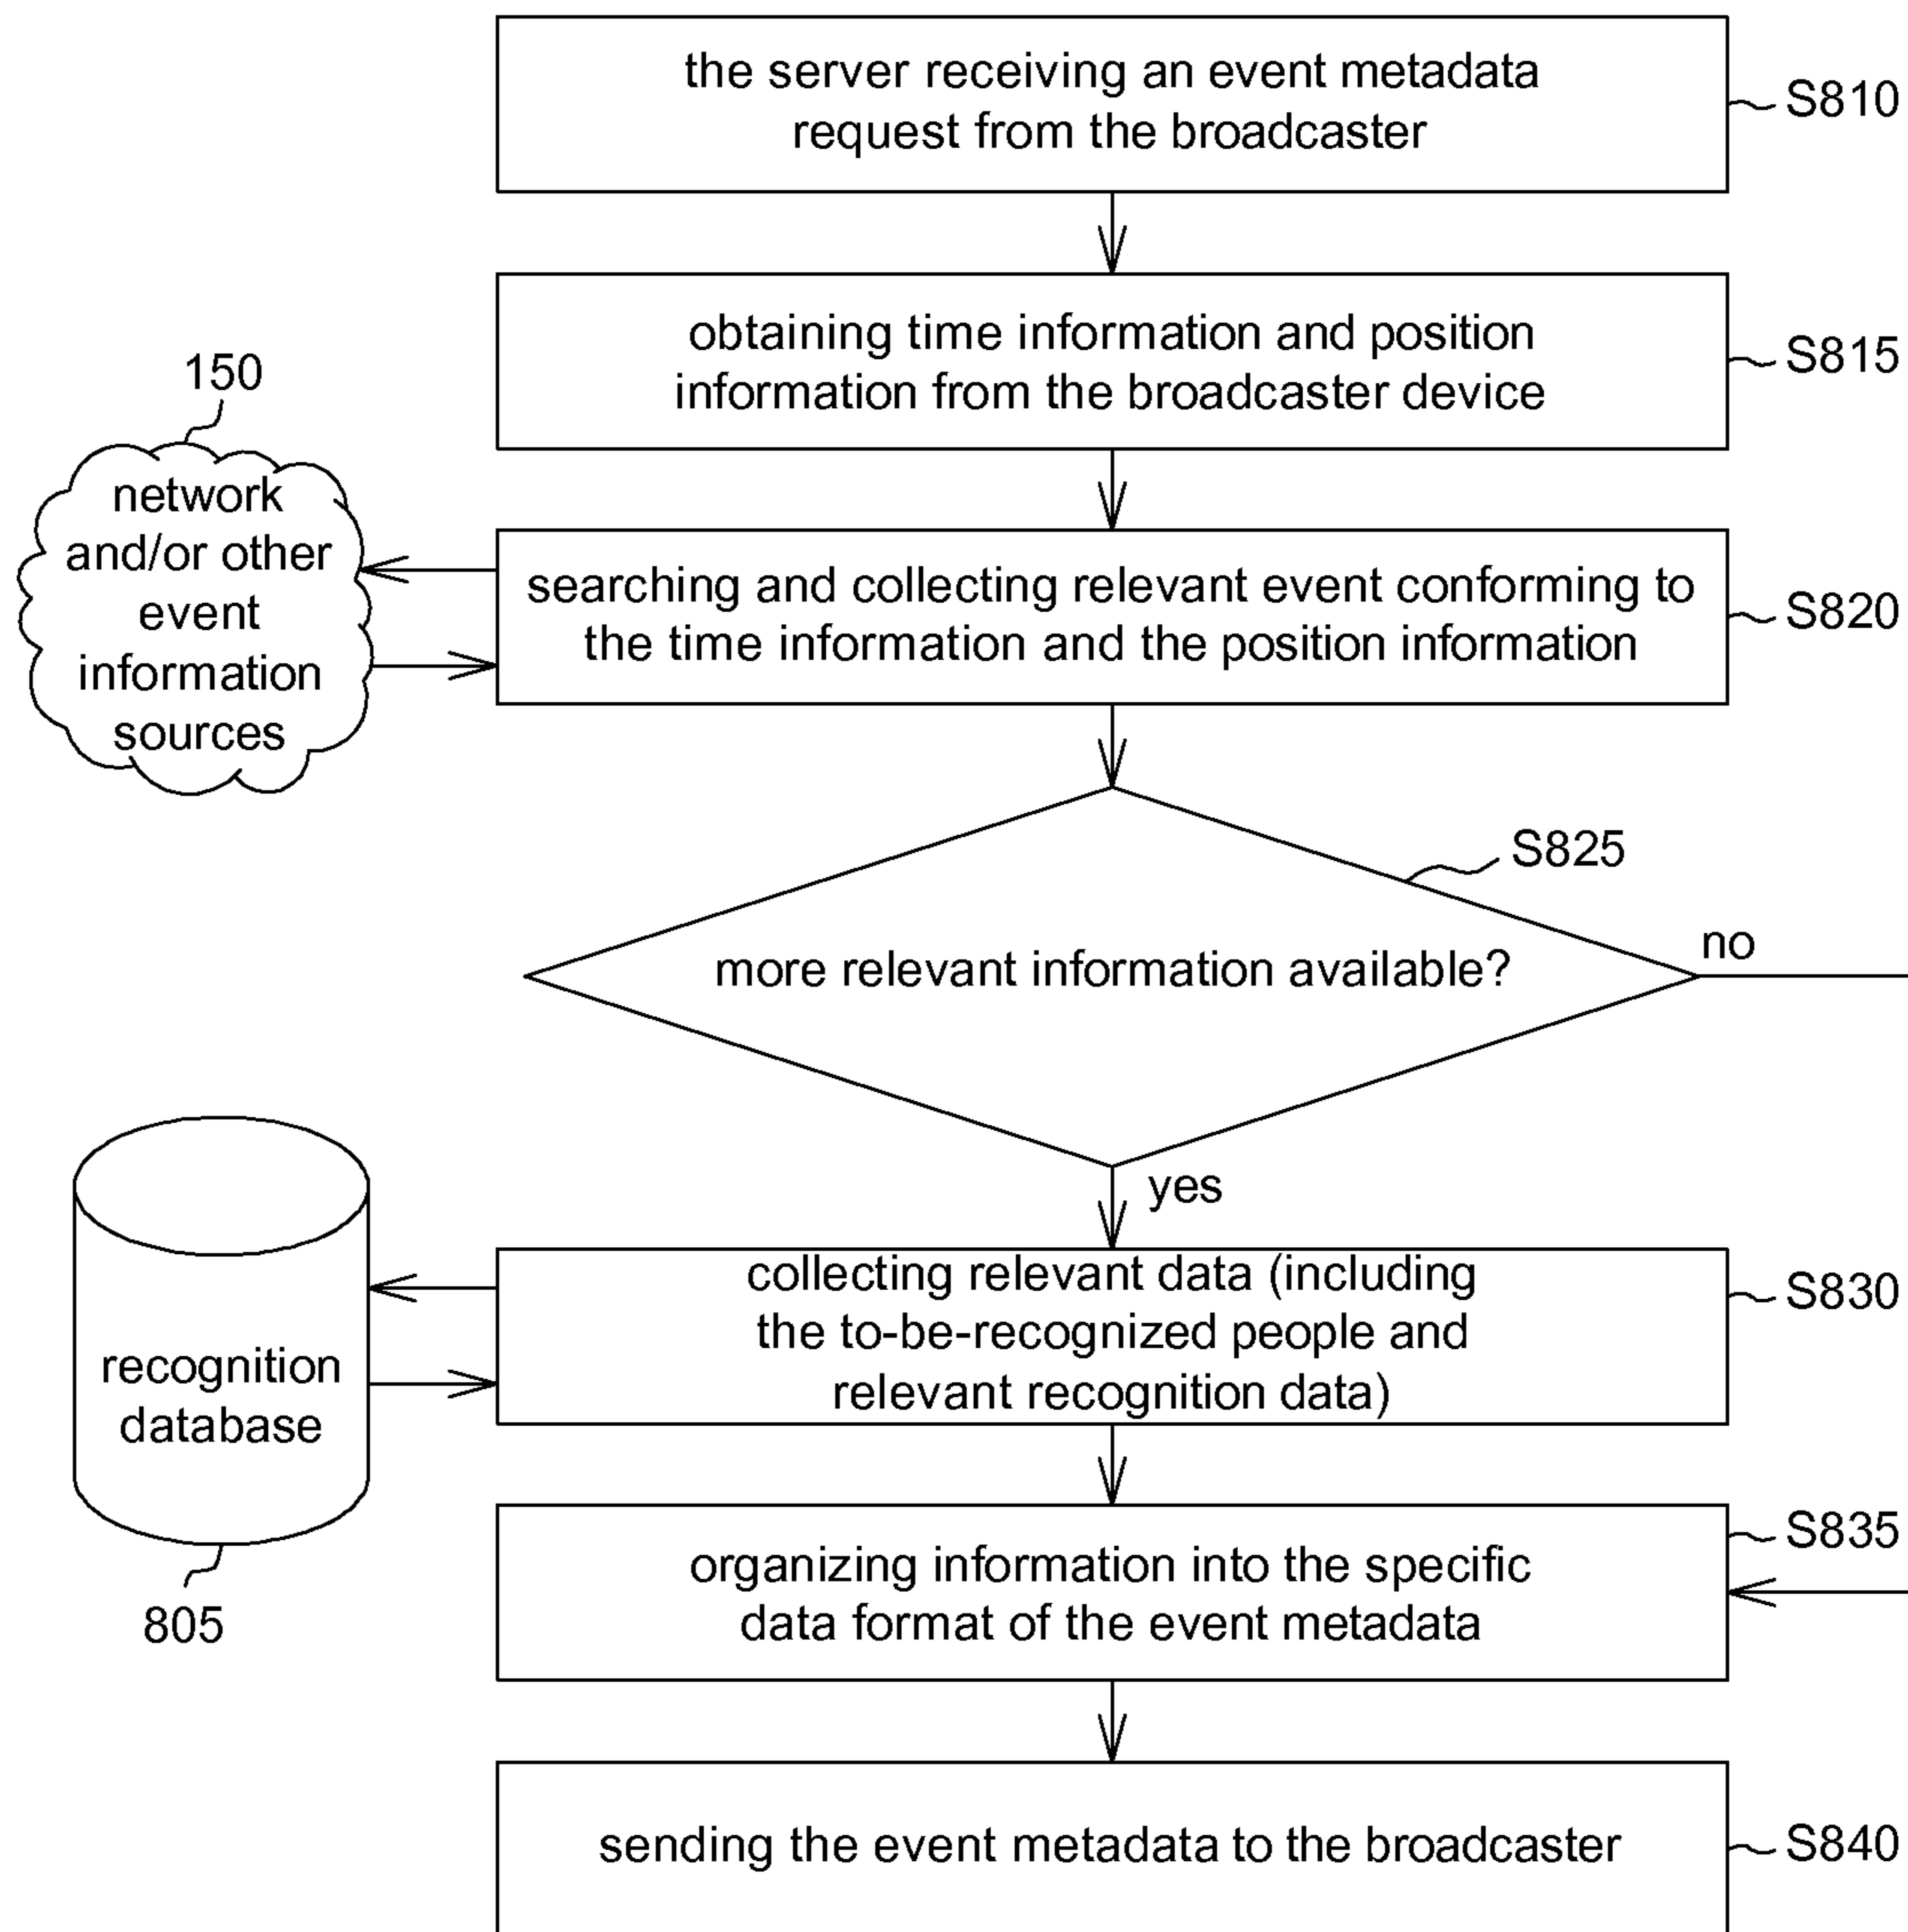 the server receiving an event metadata
request from the broadcaster
S810
obtaining time information and position
information from the broadcaster device
S815
150
network
and/or other
event
information
sources
searching and collecting relevant event conforming to
the time information and the position information
S820
S825
more relevant information available?
no
yes
recognition
database
805
collecting relevant data (including
the to-be-recognized people and
relevant recognition data)
S830
organizing information into the specific
data format of the event metadata
S835
sending the event metadata to the broadcaster
S840